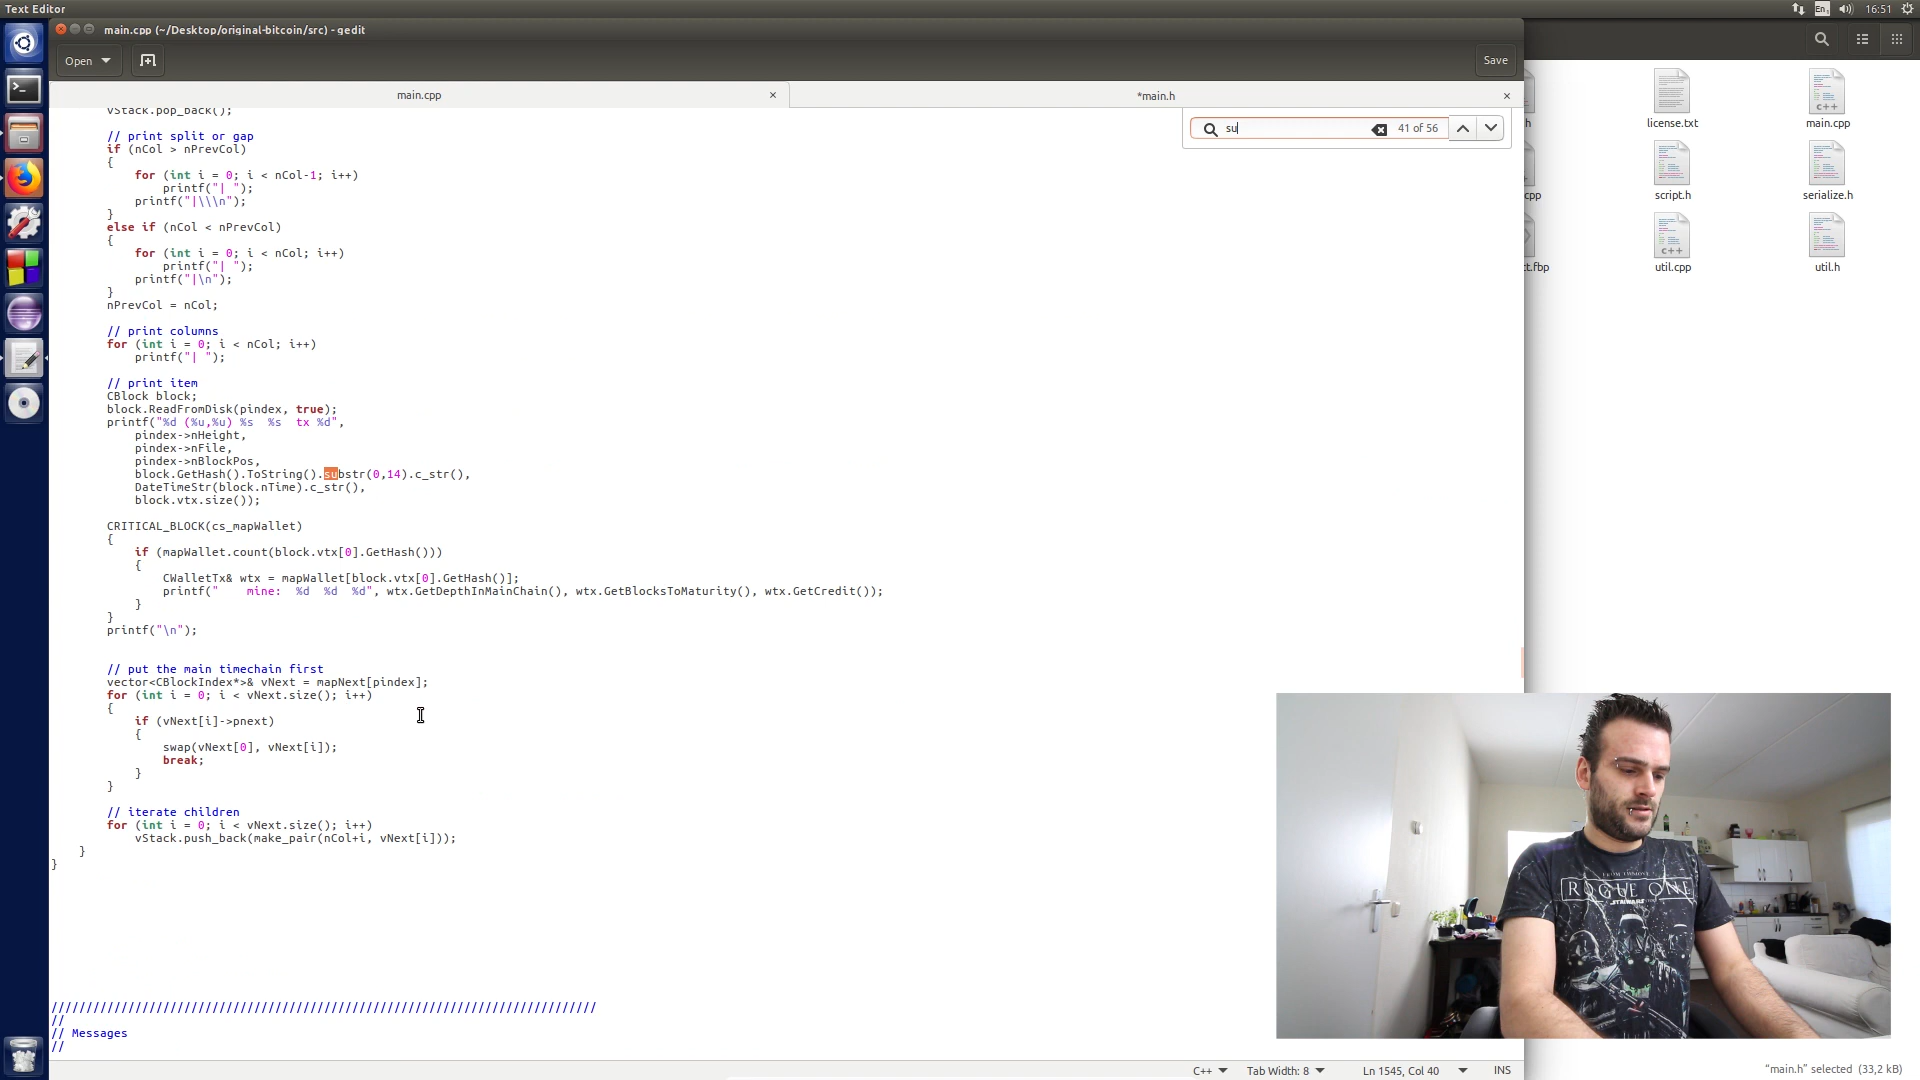 Text Editor
En
16:51
main.cpp (~/Desktop/original-bitcoin/src) - gedit
Open
Save
main.cpp
*main.h
su
41 of 56
vStack.pop_back();
// print split or gap
if (nCol > nPrevCol)
{
for (int i = 0; i < nCol-1; i++)
printf("| ");
printf("|\\\n");
}
else if (nCol < nPrevCol)
{
for (int i = 0; i < nCol; i++)
printf("| ");
printf("|\n");
}
nPrevCol = nCol;
// print columns
for (int i = 0; i < nCol; i++)
printf("| ");
// print item
CBlock block;
block.ReadFromDisk(pindex, true);
printf("%d (%u,%u) %s  %s  tx %d",
pindex->nHeight,
pindex->nFile,
pindex->nBlockPos,
block.GetHash().ToString().substr(0,14).c_str(),
DateTimeStr(block.nTime).c_str(),
block.vtx.size());
CRITICAL_BLOCK(cs_mapWallet)
{
if (mapWallet.count(block.vtx[0].GetHash()))
{
CWalletTx& wtx = mapWallet[block.vtx[0].GetHash()];
printf("    mine:  %d  %d  %d", wtx.GetDepthInMainChain(), wtx.GetBlocksToMaturity(), wtx.GetCredit());
}
}
printf("\n");
// put the main timechain first
vector<CBlockIndex*>& vNext = mapNext[pindex];
for (int i = 0; i < vNext.size(); i++)
{
if (vNext[i]->pnext)
{
swap(vNext[0], vNext[i]);
break;
}
}
// iterate children
for (int i = 0; i < vNext.size(); i++)
vStack.push_back(make_pair(nCol+i, vNext[i]));
}
}
//////////////////////////////////////////////////////////////////////////////
//
// Messages
//
C++
Tab Width: 8
Ln 1545, Col 40
INS
.h
license.txt
main.cpp
cpp
script.h
serialize.h
ct.fbp
util.cpp
util.h
ROGUE ONE
STAR WARS
"main.h" selected (33,2 kB)